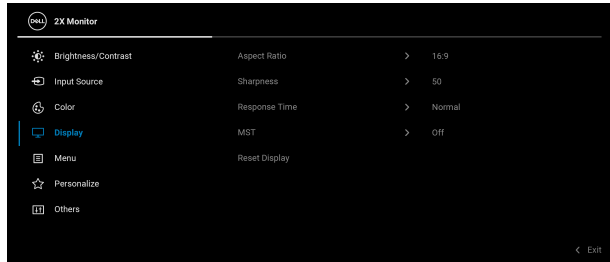 DELL 2X Monitor
Brightness/Contrast Aspect Ratio > 16:9
Input Source Sharpness > 50
Color Response Time > Normal
Display MST > Off
Menu Reset Display
Personalize
Others
< Exit